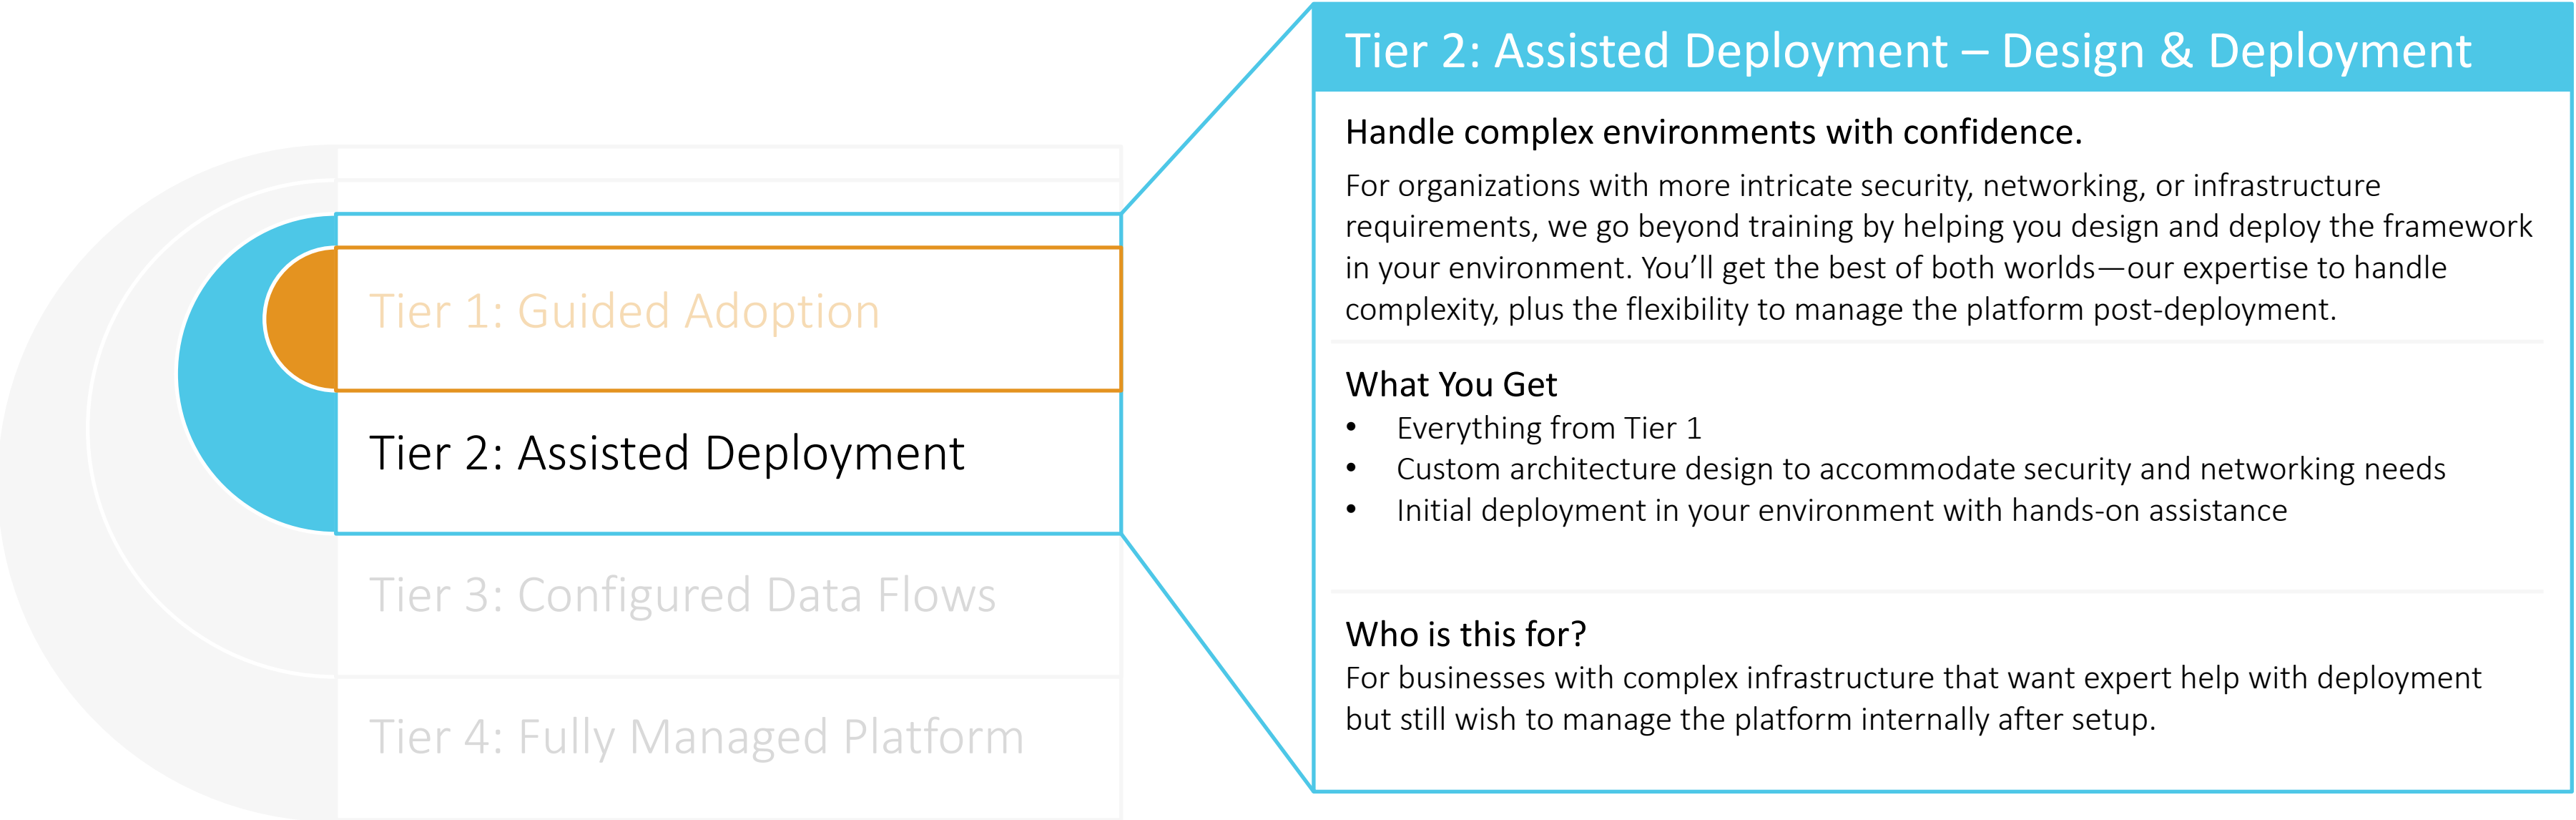 Tier 1: Guided Adoption
Tier 2: Assisted Deployment
Tier 3: Configured Data Flows
Tier 4: Fully Managed Platform
Tier 2: Assisted Deployment – Design & Deployment
Handle complex environments with confidence.
For organizations with more intricate security, networking, or infrastructure
requirements, we go beyond training by helping you design and deploy the framework
in your environment. You’ll get the best of both worlds—our expertise to handle
complexity, plus the flexibility to manage the platform post-deployment.
What You Get
• Everything from Tier 1
• Custom architecture design to accommodate security and networking needs
• Initial deployment in your environment with hands-on assistance
Who is this for?
For businesses with complex infrastructure that want expert help with deployment
but still wish to manage the platform internally after setup.